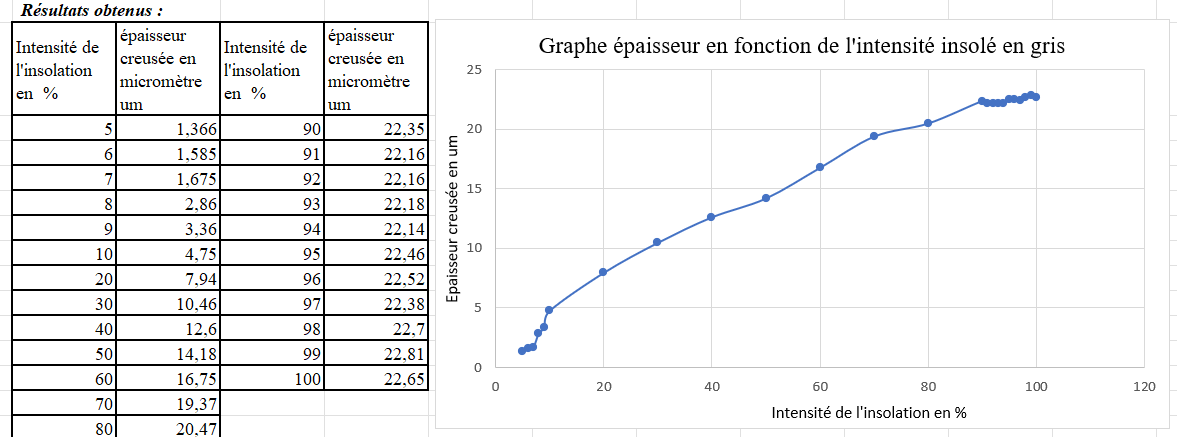 Résultats obtenus :
Intensité de l'insolation en % | épaisseur creusée en micromètre um | Intensité de l'insolation en % | épaisseur creusée en micromètre um
5 | 1,366 | 90 | 22,35
6 | 1,585 | 91 | 22,16
7 | 1,675 | 92 | 22,16
8 | 2,86 | 93 | 22,18
9 | 3,36 | 94 | 22,14
10 | 4,75 | 95 | 22,46
20 | 7,94 | 96 | 22,52
30 | 10,46 | 97 | 22,38
40 | 12,6 | 98 | 22,7
50 | 14,18 | 99 | 22,81
60 | 16,75 | 100 | 22,65
70 | 19,37
80 | 20,47
Graphe épaisseur en fonction de l'intensité insolé en gris
Epaisseur creusée en um
25
20
15
10
5
0
0 20 40 60 80 100 120
Intensité de l'insolation en %